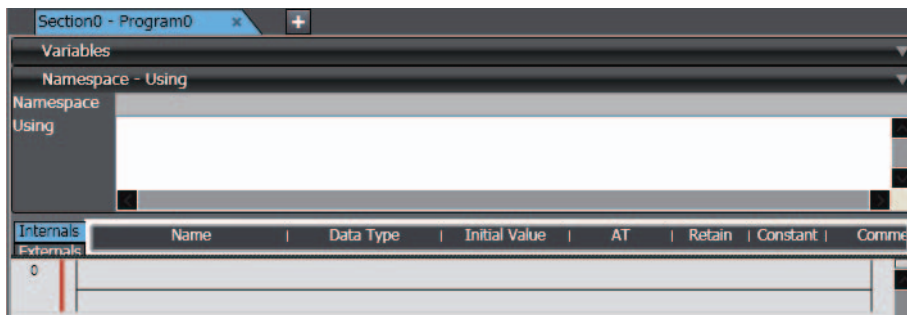 Section0 - Program0 × +
Variables
Namespace - Using
Namespace
Using
Internals Name | Data Type | Initial Value | AT | Retain | Constant | Comme
Externals
0